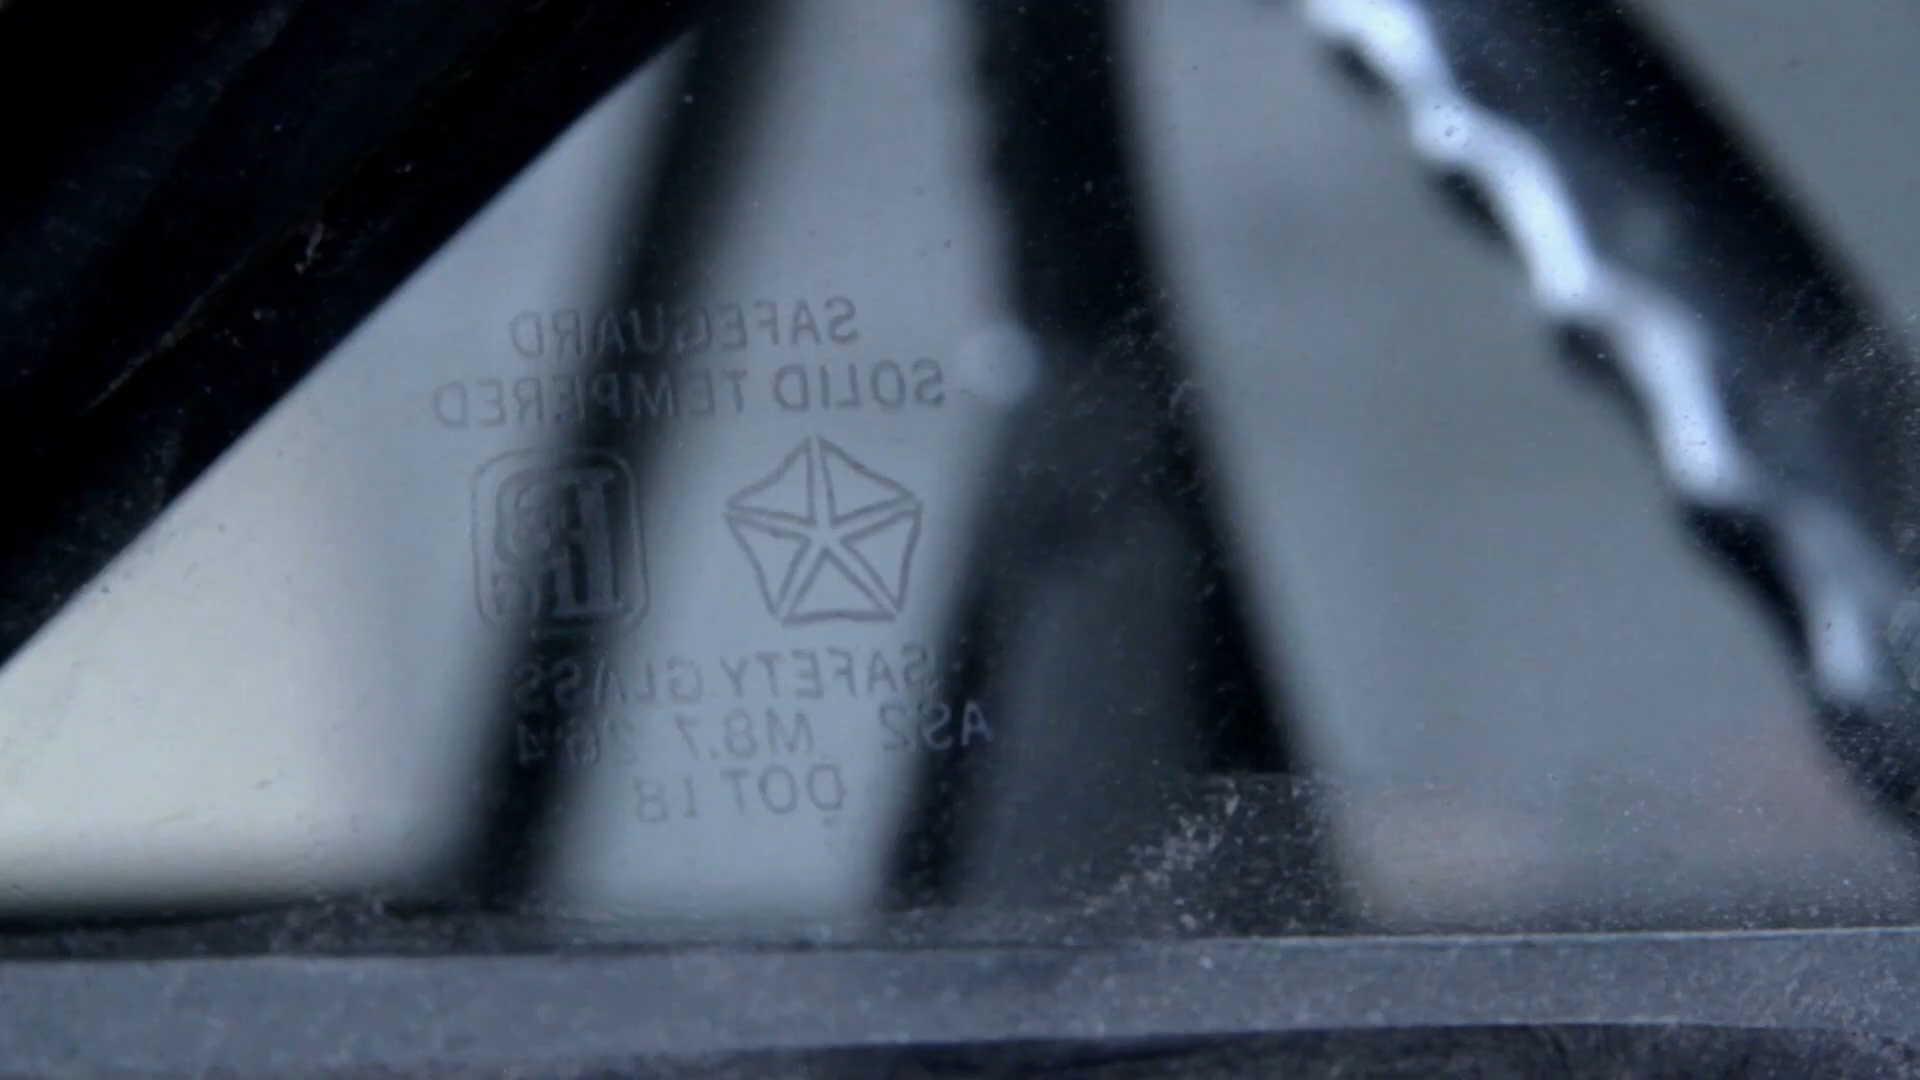 SAFEGUARD
SOLID TEMPERED
SAFETY GLASS
AS2 M8.7
DOT 18